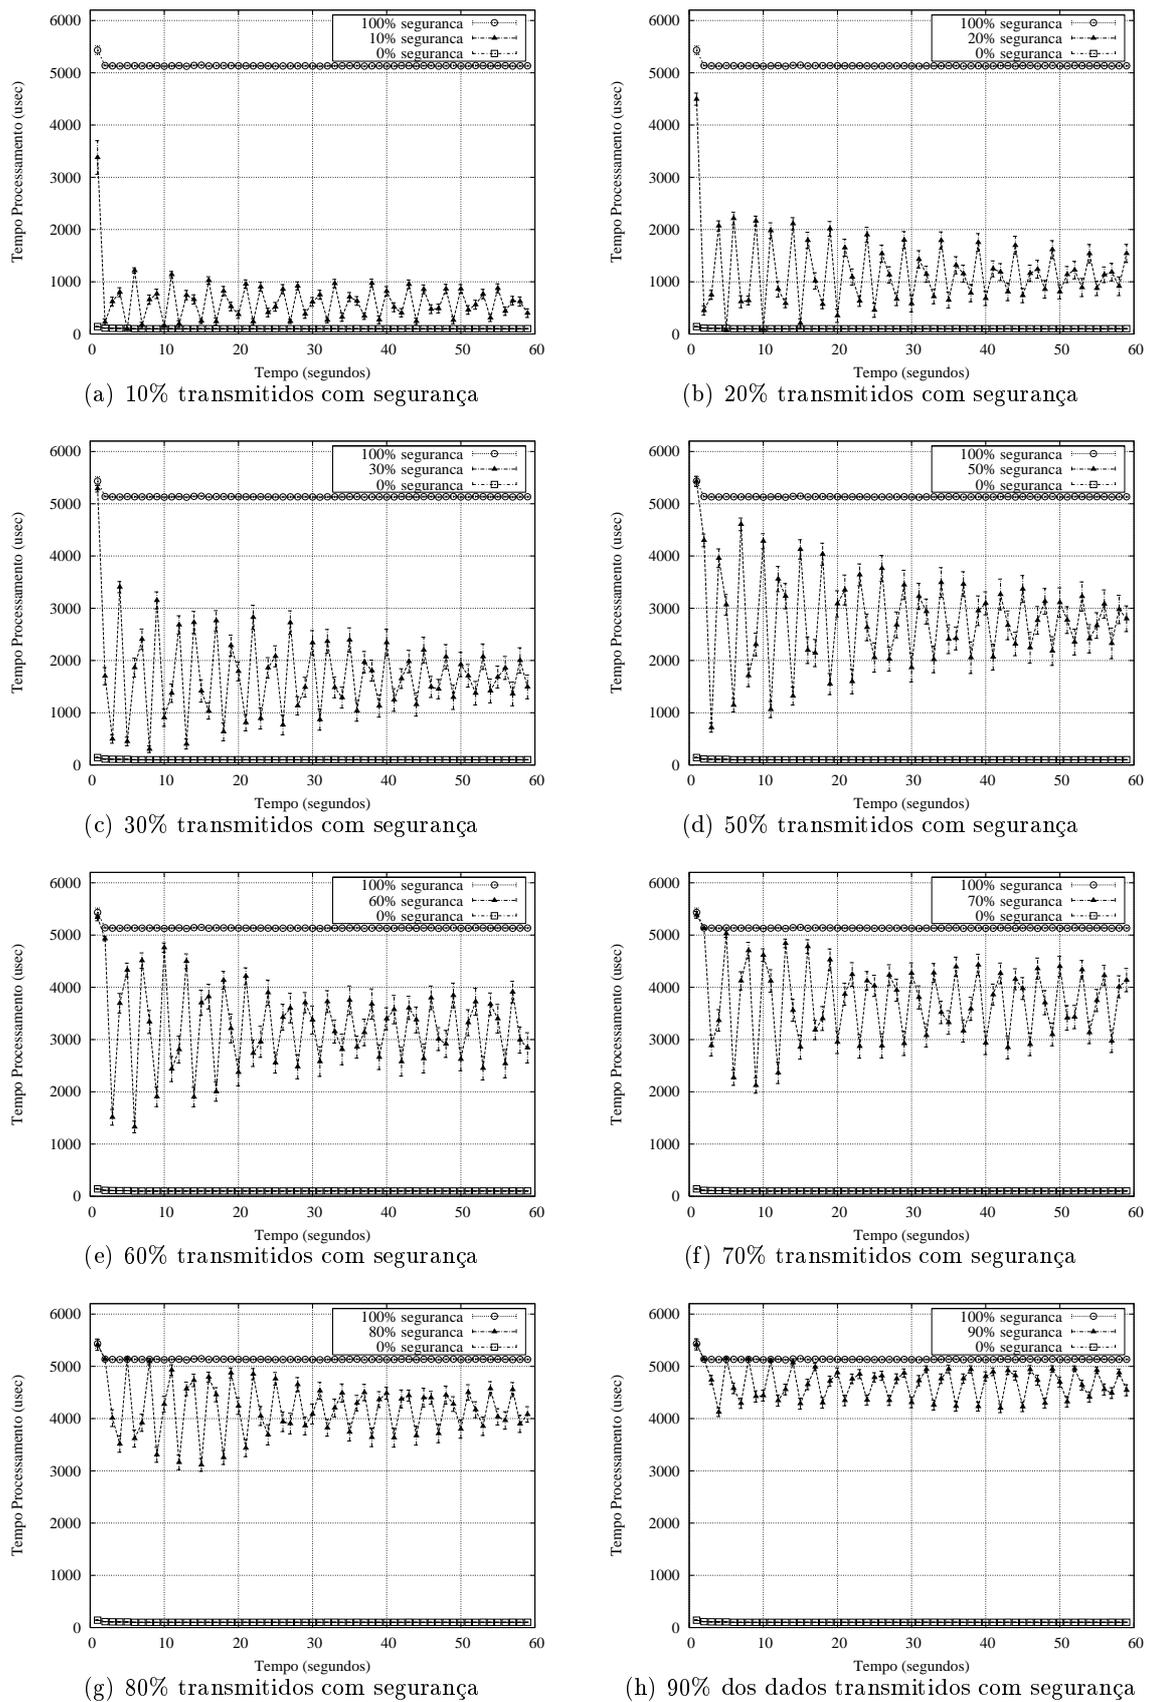 6000
5000
4000
3000
2000
1000
0
0 10 20 30 40 50 60
Tempo Processamento (usec)
Tempo (segundos)
100% seguranca
10% seguranca
0% seguranca
(a) 10% transmitidos com segurança
6000
5000
4000
3000
2000
1000
0
0 10 20 30 40 50 60
Tempo Processamento (usec)
Tempo (segundos)
100% seguranca
20% seguranca
0% seguranca
(b) 20% transmitidos com segurança
6000
5000
4000
3000
2000
1000
0
0 10 20 30 40 50 60
Tempo Processamento (usec)
Tempo (segundos)
100% seguranca
30% seguranca
0% seguranca
(c) 30% transmitidos com segurança
6000
5000
4000
3000
2000
1000
0
0 10 20 30 40 50 60
Tempo Processamento (usec)
Tempo (segundos)
100% seguranca
50% seguranca
0% seguranca
(d) 50% transmitidos com segurança
6000
5000
4000
3000
2000
1000
0
0 10 20 30 40 50 60
Tempo Processamento (usec)
Tempo (segundos)
100% seguranca
60% seguranca
0% seguranca
(e) 60% transmitidos com segurança
6000
5000
4000
3000
2000
1000
0
0 10 20 30 40 50 60
Tempo Processamento (usec)
Tempo (segundos)
100% seguranca
70% seguranca
0% seguranca
(f) 70% transmitidos com segurança
6000
5000
4000
3000
2000
1000
0
0 10 20 30 40 50 60
Tempo Processamento (usec)
Tempo (segundos)
100% seguranca
80% seguranca
0% seguranca
(g) 80% transmitidos com segurança
6000
5000
4000
3000
2000
1000
0
0 10 20 30 40 50 60
Tempo Processamento (usec)
Tempo (segundos)
100% seguranca
90% seguranca
0% seguranca
(h) 90% dos dados transmitidos com segurança